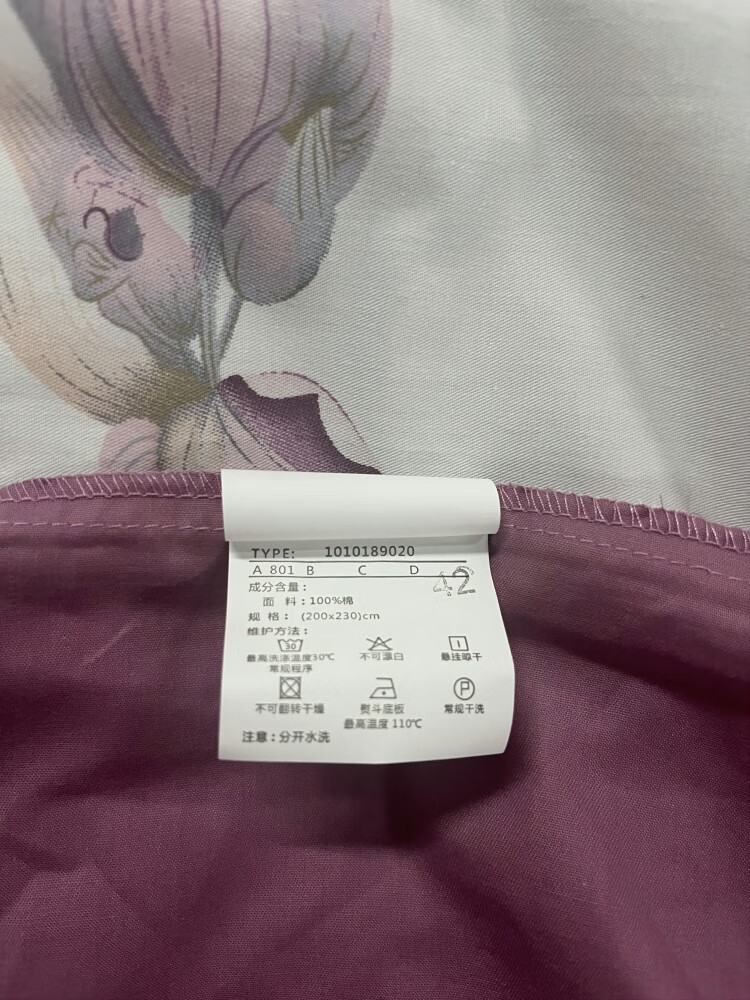 TYPE: 1010189020
A 801 B C D 42
成分含量：
面 料：100%棉
规 格：(200x230)cm
维护方法：
30
最高洗涤温度30℃ 不可漂白 悬挂晾干
常规程序
P
不可翻转干燥 熨斗底板 常规干洗
最高温度 110℃
注意：分开水洗